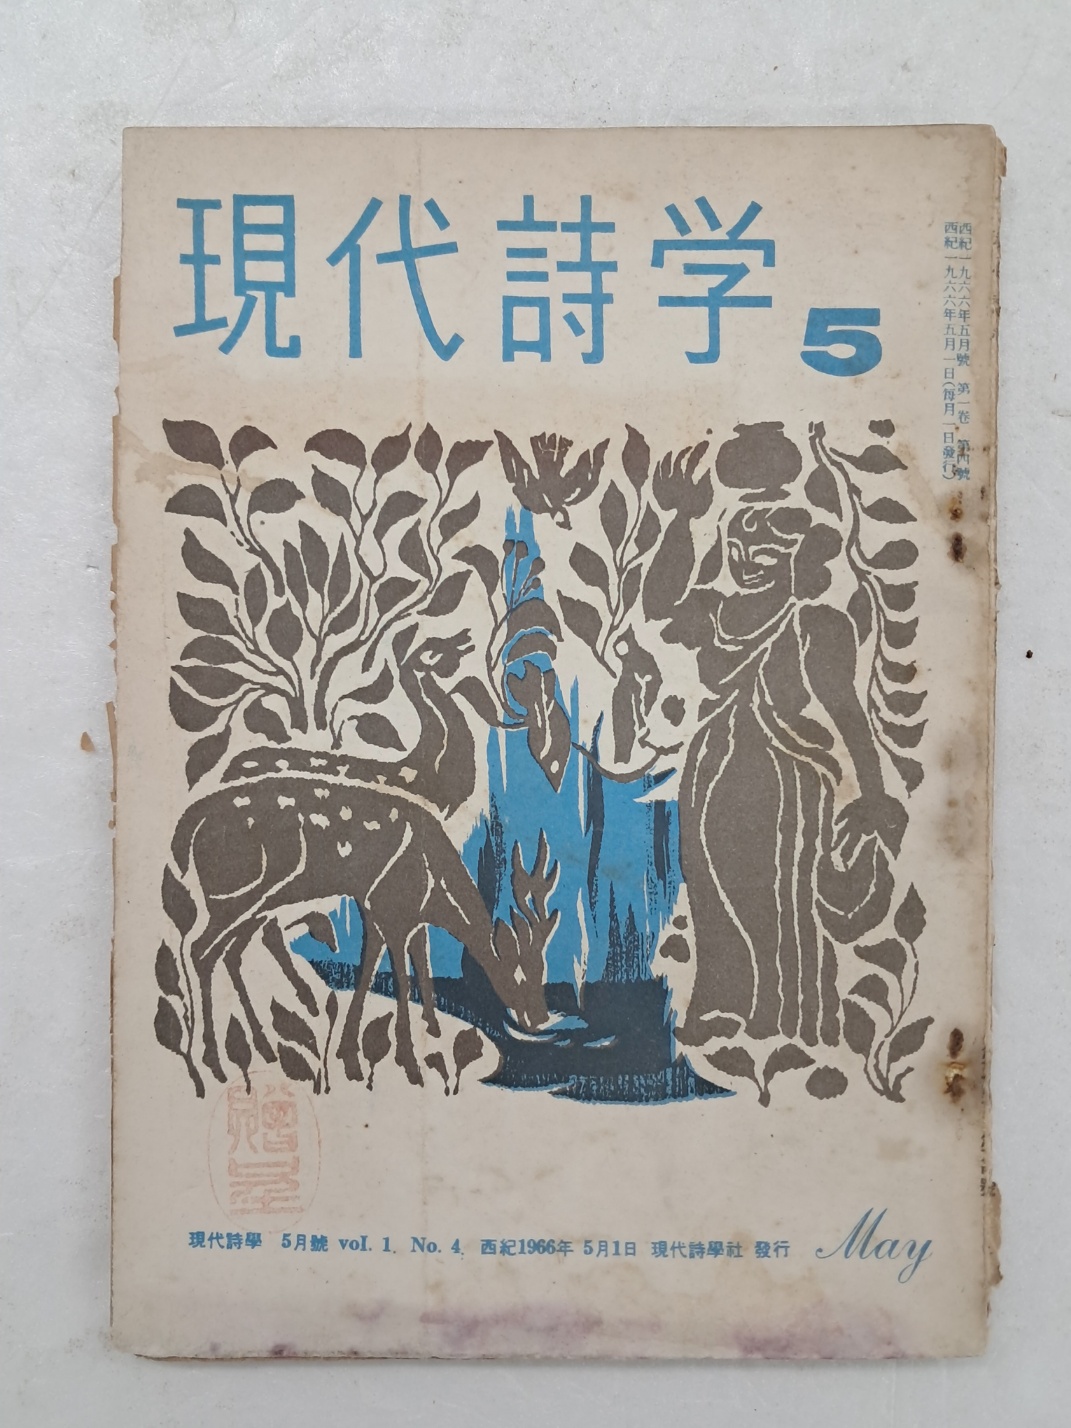 現代詩学 5
西紀一九六六年五月號 第一卷 第四號
西紀一九六六年五月一日(每月一日發行)
現代詩學 5月號 vol. 1. No. 4. 西紀1966年 5月1日 現代詩學社 發行
May